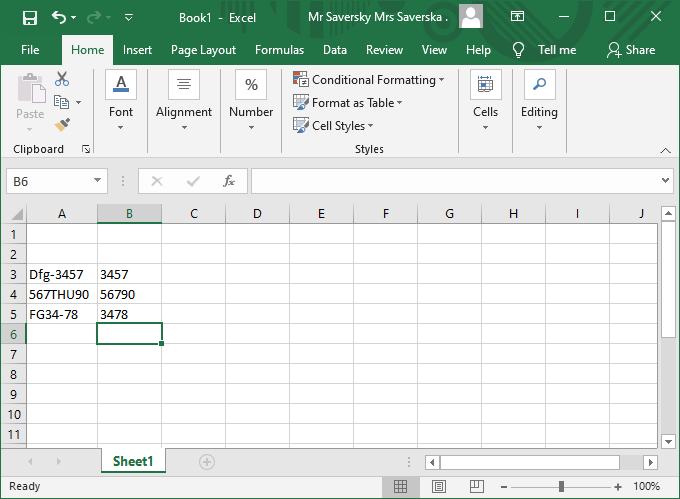 Book1 - Excel
Mr Saversky Mrs Saverska .
File Home Insert Page Layout Formulas Data Review View Help Tell me Share
Paste
Clipboard
A
Font
Alignment
%
Number
Conditional Formatting
Format as Table
Cell Styles
Styles
Cells
Editing
B6
fx
A B C D E F G H I J
1
2
3 Dfg-3457 3457
4 567THU90 56790
5 FG34-78 3478
6
7
8
9
10
11
Sheet1
Ready
100%